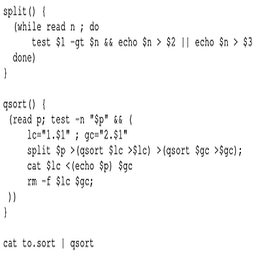 split() {
(while read n ; do
test $1 -gt $n && echo $n > $2 || echo $n > $3
done)
}
qsort() {
(read p; test -n "$p" && (
lc="1.$1" ; gc="2.$1"
split $p >(qsort $lc >$lc) >(qsort $gc >$gc);
cat $lc <(echo $p) $gc
rm -f $lc $gc;
))
}
cat to.sort | qsort